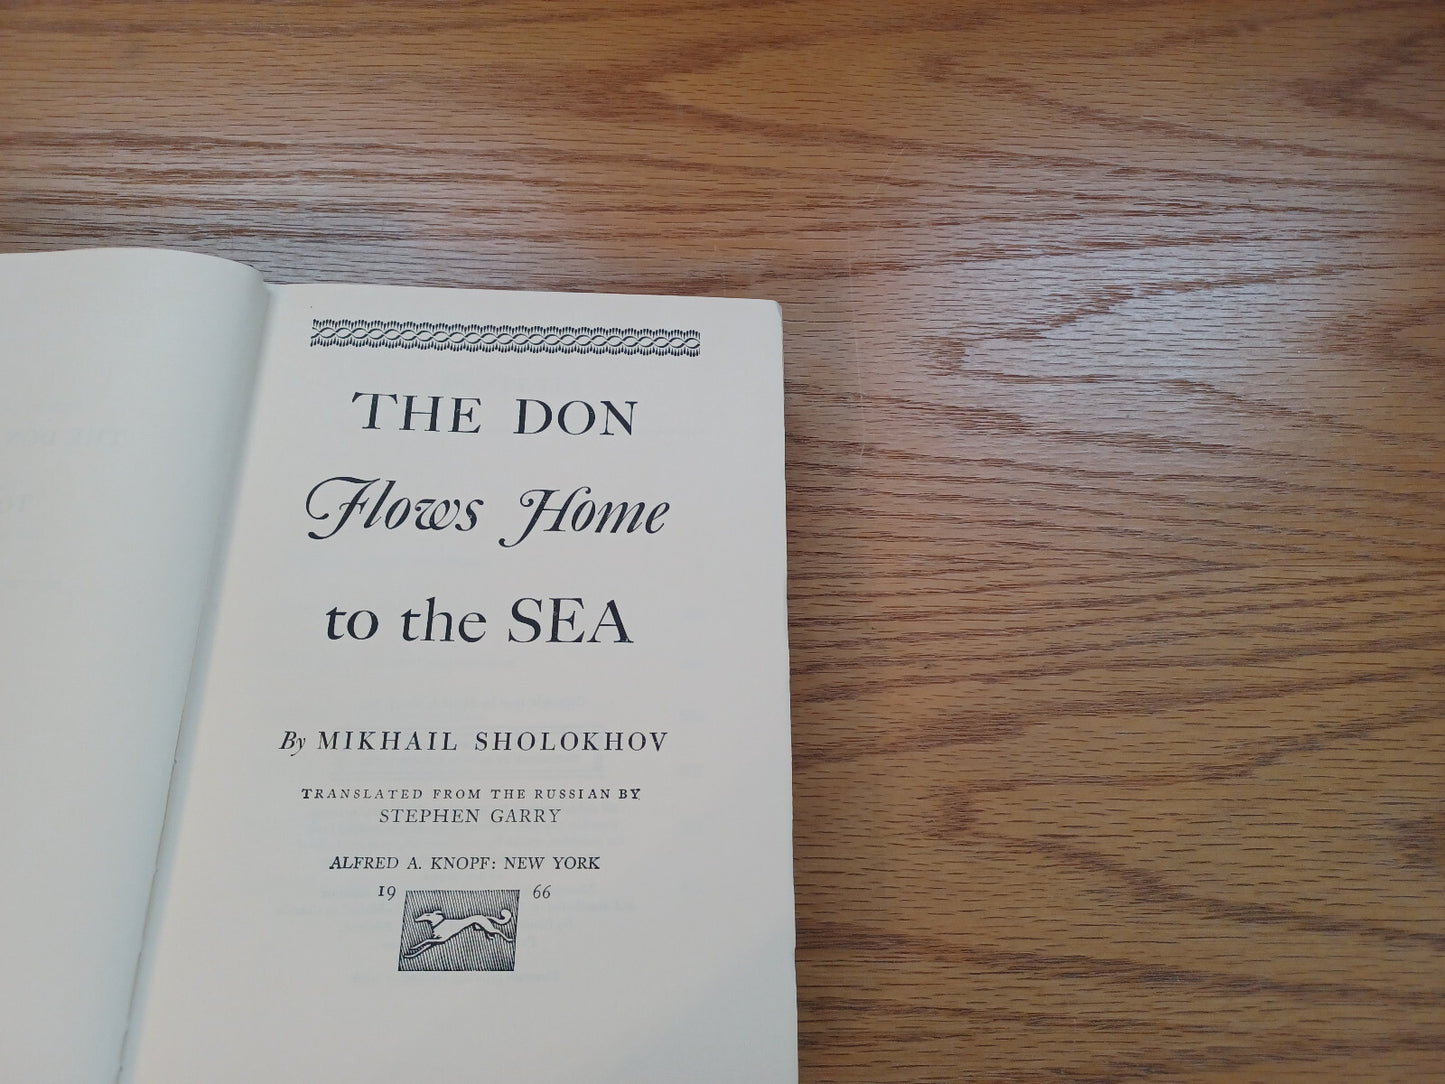 THE DON
Flows Home
to the SEA
By MIKHAIL SHOLOKHOV
TRANSLATED FROM THE RUSSIAN BY
STEPHEN GARRY
ALFRED A. KNOPF: NEW YORK
19 66